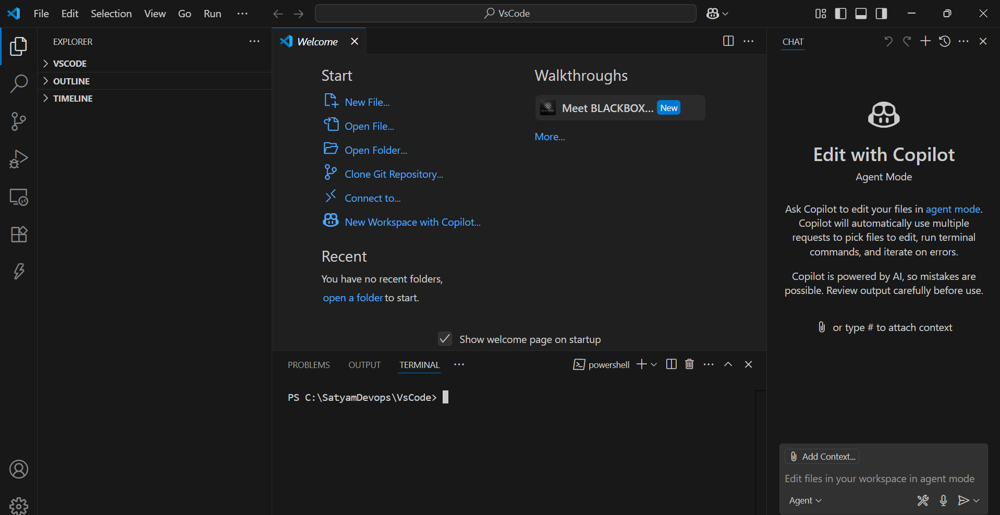 File Edit Selection View Go Run ···
VsCode
EXPLORER
VSCODE
OUTLINE
TIMELINE
Welcome
Start
New File...
Open File...
Open Folder...
Clone Git Repository...
Connect to...
New Workspace with Copilot...
Recent
You have no recent folders,
open a folder to start.
Walkthroughs
Meet BLACKBOX... New
More...
Show welcome page on startup
PROBLEMS OUTPUT TERMINAL ···
powershell
PS C:\SatyamDevops\VsCode>
CHAT
Edit with Copilot
Agent Mode
Ask Copilot to edit your files in agent mode.
Copilot will automatically use multiple
requests to pick files to edit, run terminal
commands, and iterate on errors.
Copilot is powered by AI, so mistakes are
possible. Review output carefully before use.
or type # to attach context
Add Context...
Edit files in your workspace in agent mode
Agent